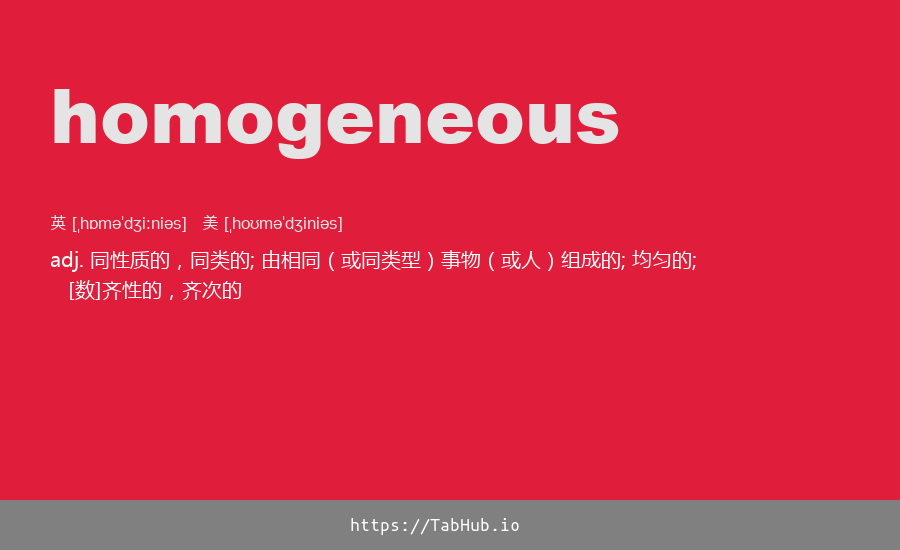 homogeneous
英 [ˌhɒməˈdʒiːniəs] 美 [ˌhoʊməˈdʒiniəs]
adj. 同性质的，同类的; 由相同（或同类型）事物（或人）组成的; 均匀的;
[数]齐性的，齐次的
https://TabHub.io